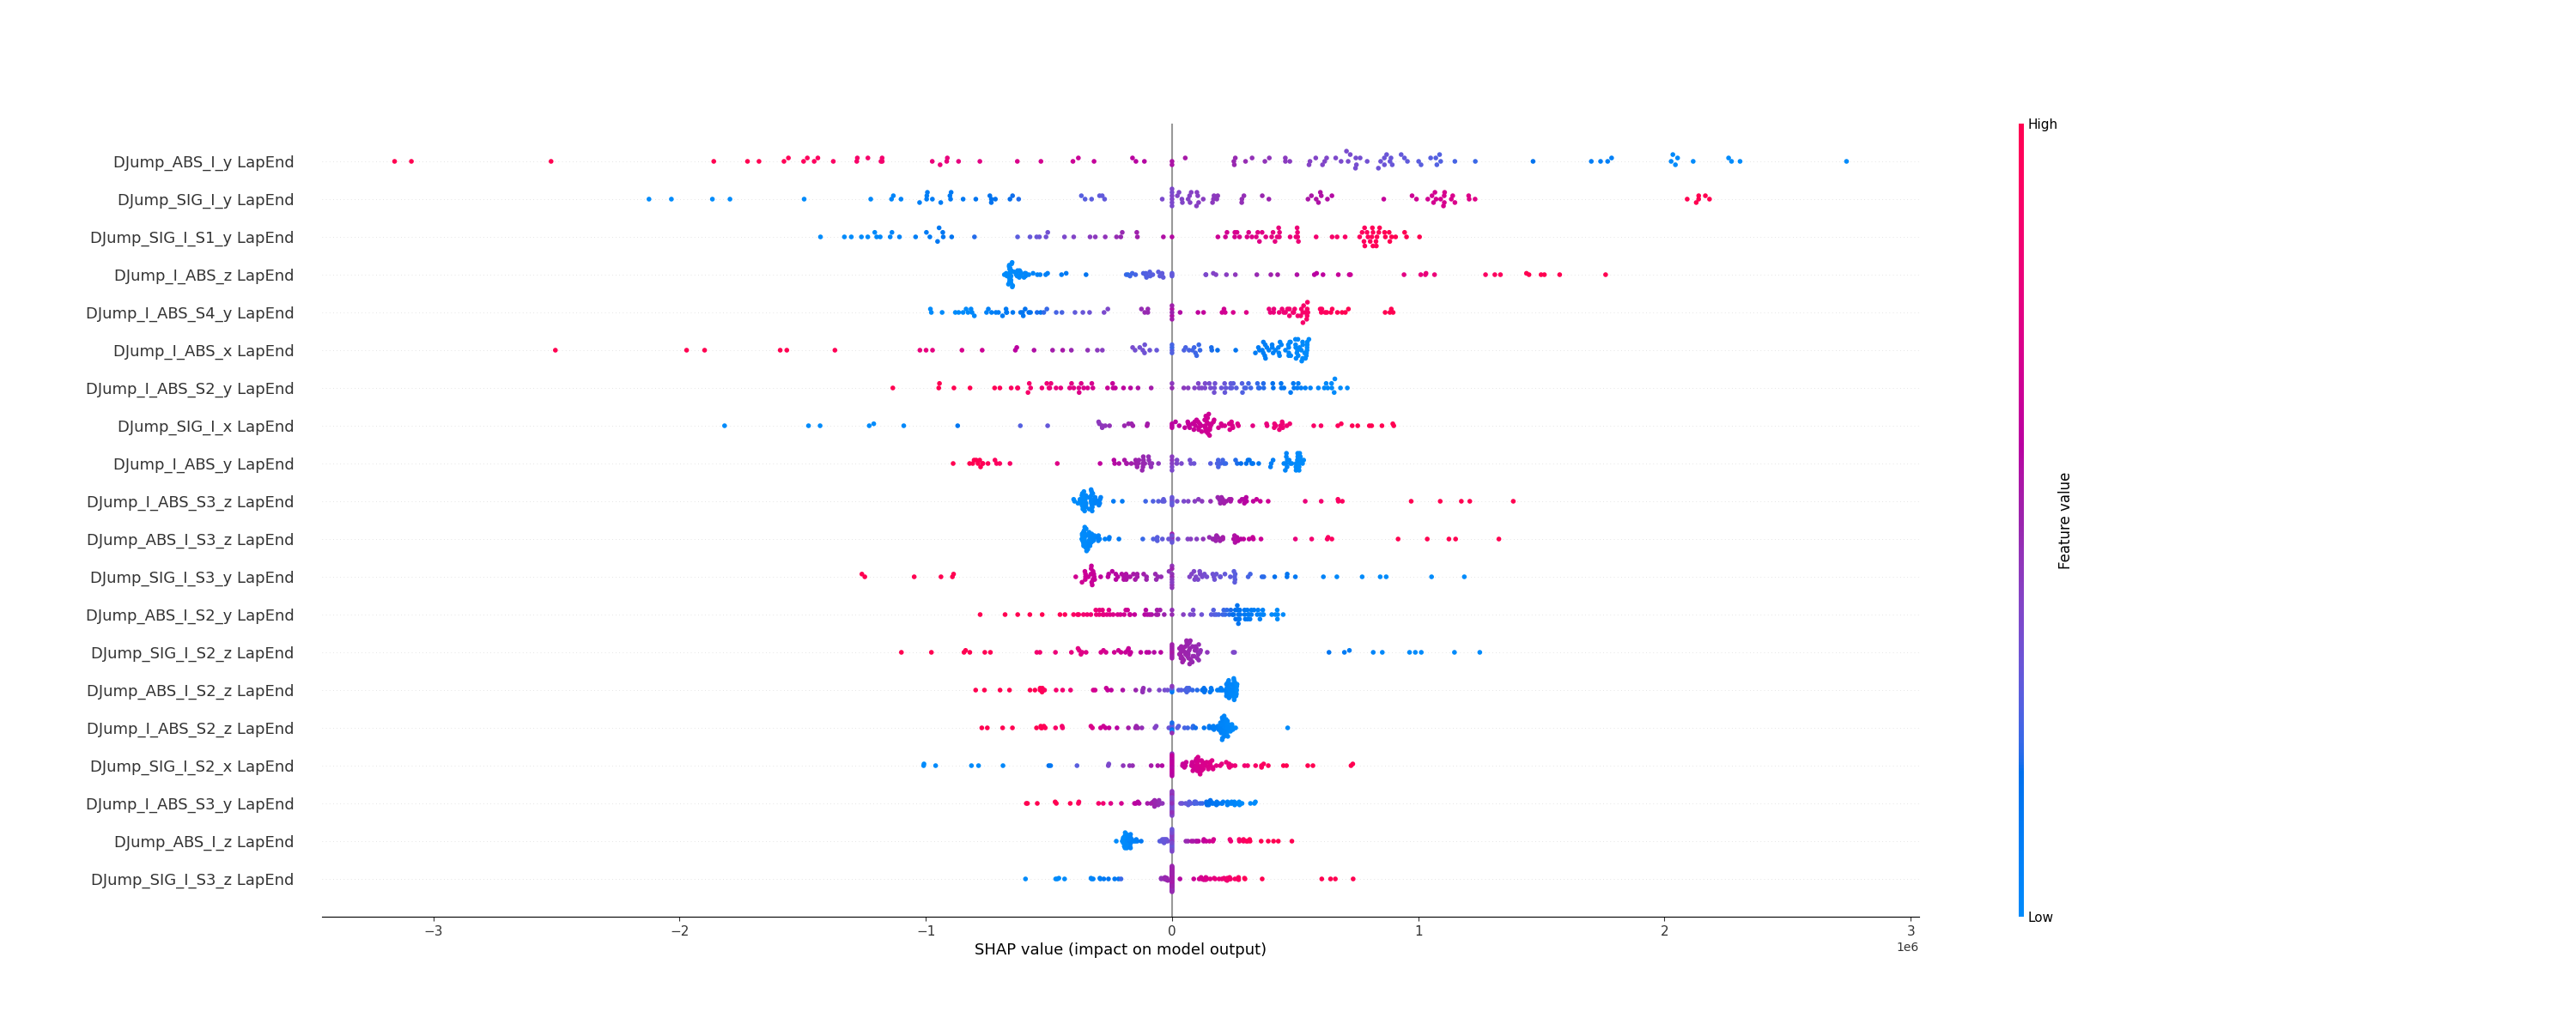 High
DJump_ABS_I_y LapEnd
DJump_SIG_I_y LapEnd
DJump_SIG_I_S1_y LapEnd
DJump_I_ABS_z LapEnd
DJump_I_ABS_S4_y LapEnd
DJump_I_ABS_x LapEnd
DJump_I_ABS_S2_y LapEnd
DJump_SIG_I_x LapEnd
DJump_I_ABS_y LapEnd
DJump_I_ABS_S3_z LapEnd
DJump_ABS_I_S3_z LapEnd
DJump_SIG_I_S3_y LapEnd
DJump_ABS_I_S2_y LapEnd
DJump_SIG_I_S2_z LapEnd
DJump_ABS_I_S2_z LapEnd
DJump_I_ABS_S2_z LapEnd
DJump_SIG_I_S2_x LapEnd
DJump_I_ABS_S3_y LapEnd
DJump_ABS_I_z LapEnd
DJump_SIG_I_S3_z LapEnd
Feature value
Low
−3 −2 −1 0 1 2 3
1e6
SHAP value (impact on model output)